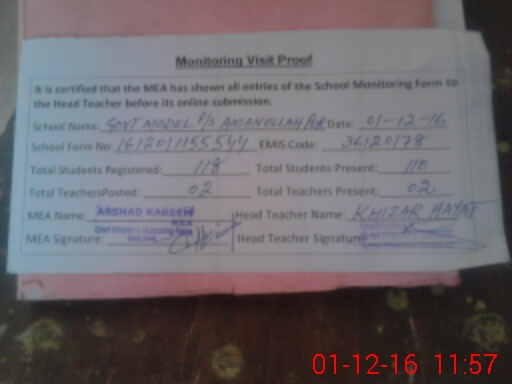 Monitoring Visit Proof
It is certified that the MEA has shown all entries of the School Monitoring Form to
the Head Teacher before its online submission.
School Name: GOVT MODEL P/S AMANULLAH PUR Date: 01-12-16
School Form No: 1612011155544 EMIS Code: 36120178
Total Students Registered: 118 Total Students Present: 110
Total TeachersPosted: 02 Total Teachers Present: 02
MEA Name: ARSHAD KAREEM Head Teacher Name: KHIZAR HAYAT
M.E.A
MEA Signature: Head Teacher Signature:
01-12-16 11:57